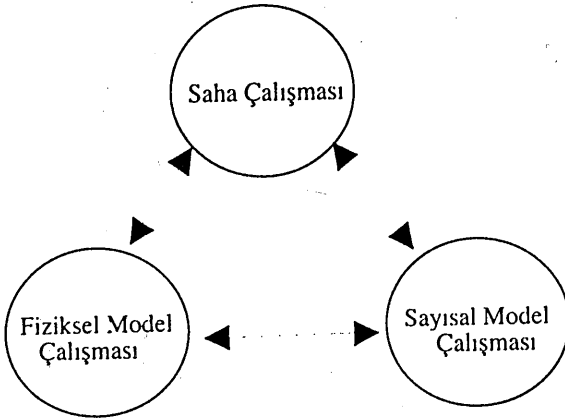 Saha Çalışması
Fiziksel Model
Çalışması
Sayısal Model
Çalışması